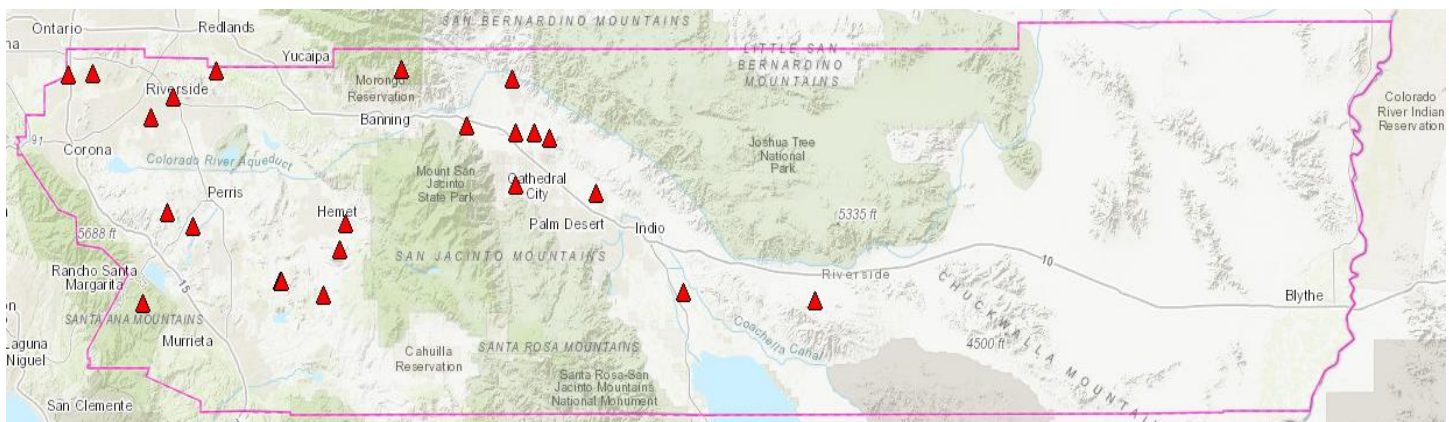 SAN BERNARDINO MOUNTAINS
Ontario
Redlands
Yucaipa
LITTLE SAN
BERNARDINO
MOUNTAINS
Riverside
Reservation
Colorado
River Indian
Reservation
Banning
91
Corona
Colorado River Aqueduct
Joshua Tree
National
Park
Mount San
Jacinto
State Park
Cathedral
City
Perris
Hemet
5335 ft
Palm Desert
Indio
5688 ft
SAN JACINTO MOUNTAINS
Rancho Santa
Margarita
15
Riverside
10
Blythe
SANTA ANA MOUNTAINS
CHUCKWALLA MOUNTAIN
Coachella Canal
Murrieta
Laguna
Niguel
4500 ft
Cahuilla
Reservation
SANTA ROSA MOUNTAINS
Santa Rosa-San
Jacinto Mountains
National Monument
San Clemente